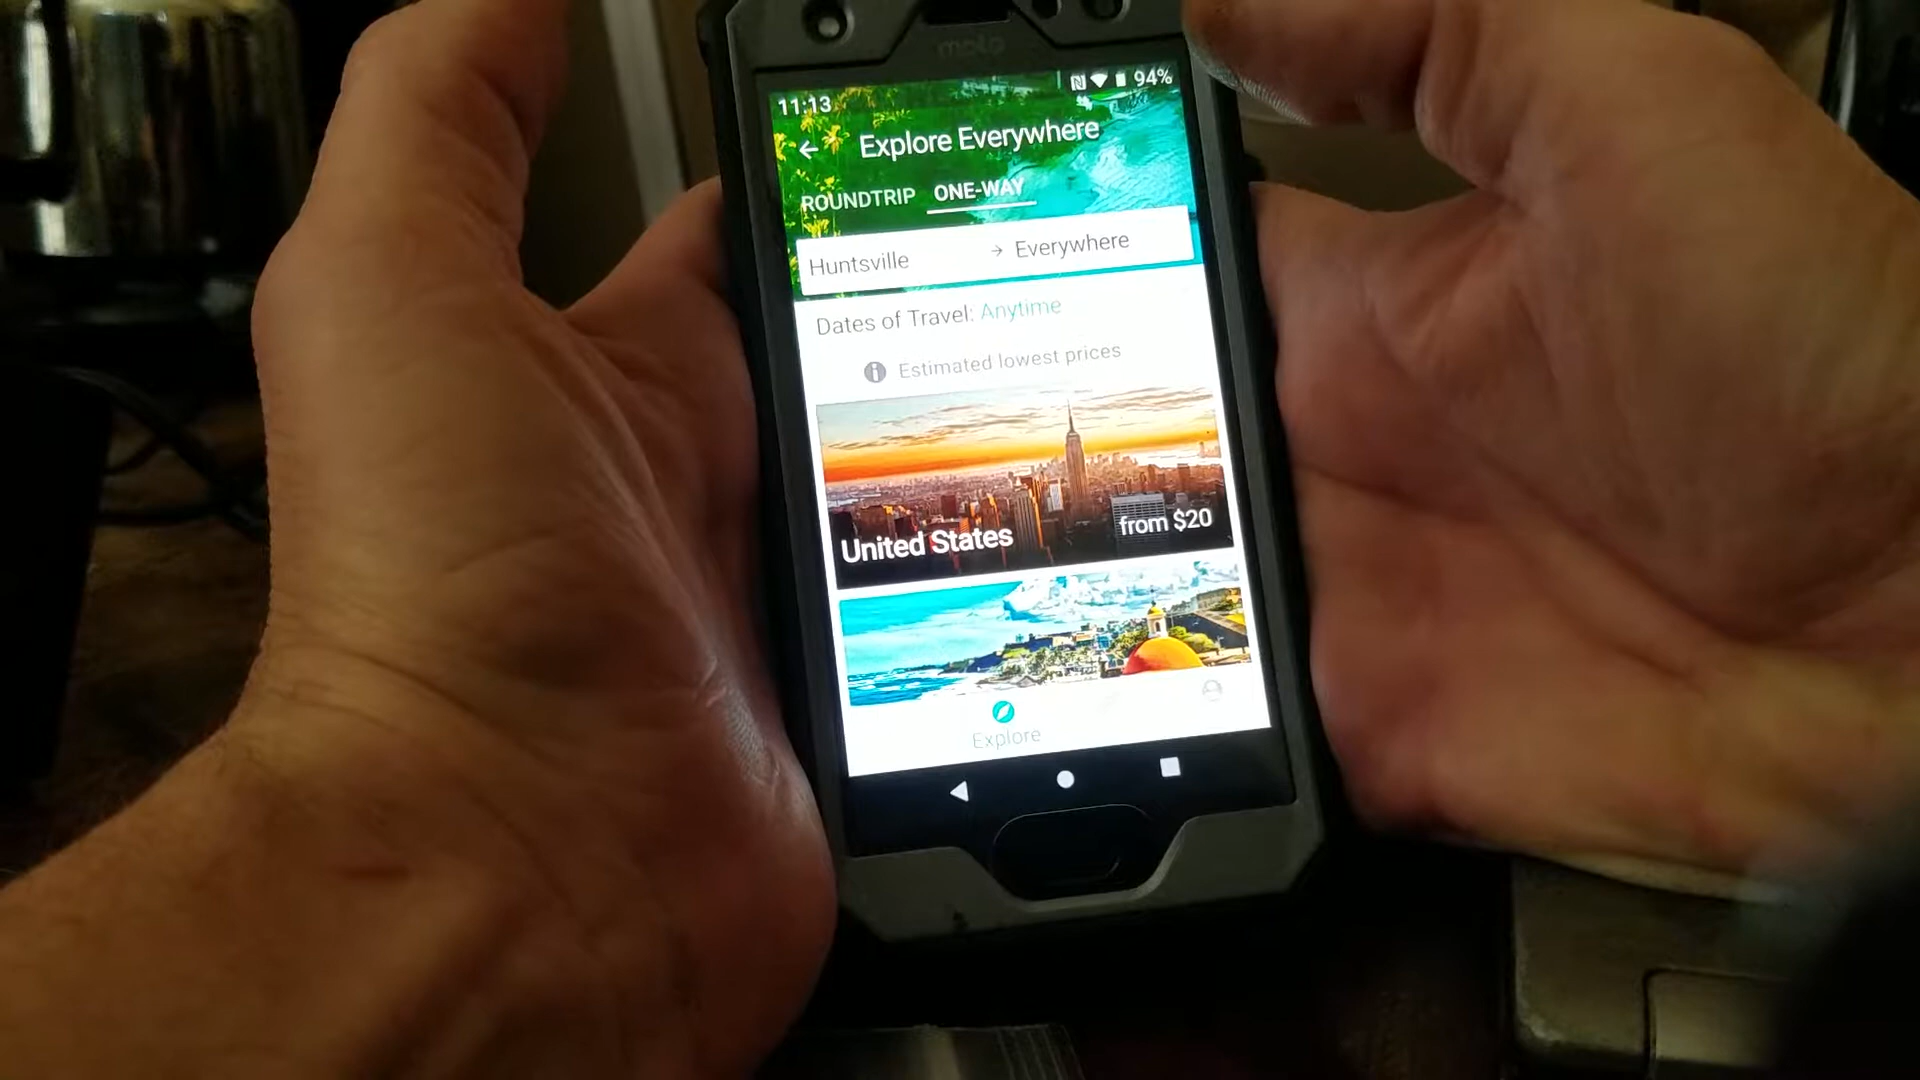 moto
11:13 94%
Explore Everywhere
ROUNDTRIP ONE-WAY
Huntsville → Everywhere
Dates of Travel: Anytime
Estimated lowest prices
United States from $20
Explore